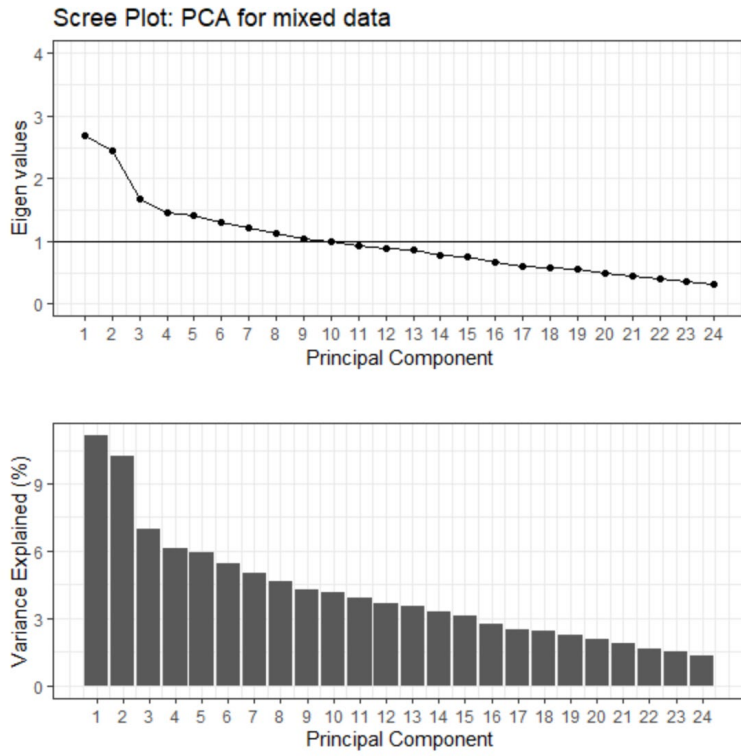 Scree Plot: PCA for mixed data
4
3
2
1
0
Eigen values
1 2 3 4 5 6 7 8 9 10 11 12 13 14 15 16 17 18 19 20 21 22 23 24
Principal Component
9
6
3
0
Variance Explained (%)
1 2 3 4 5 6 7 8 9 10 11 12 13 14 15 16 17 18 19 20 21 22 23 24
Principal Component